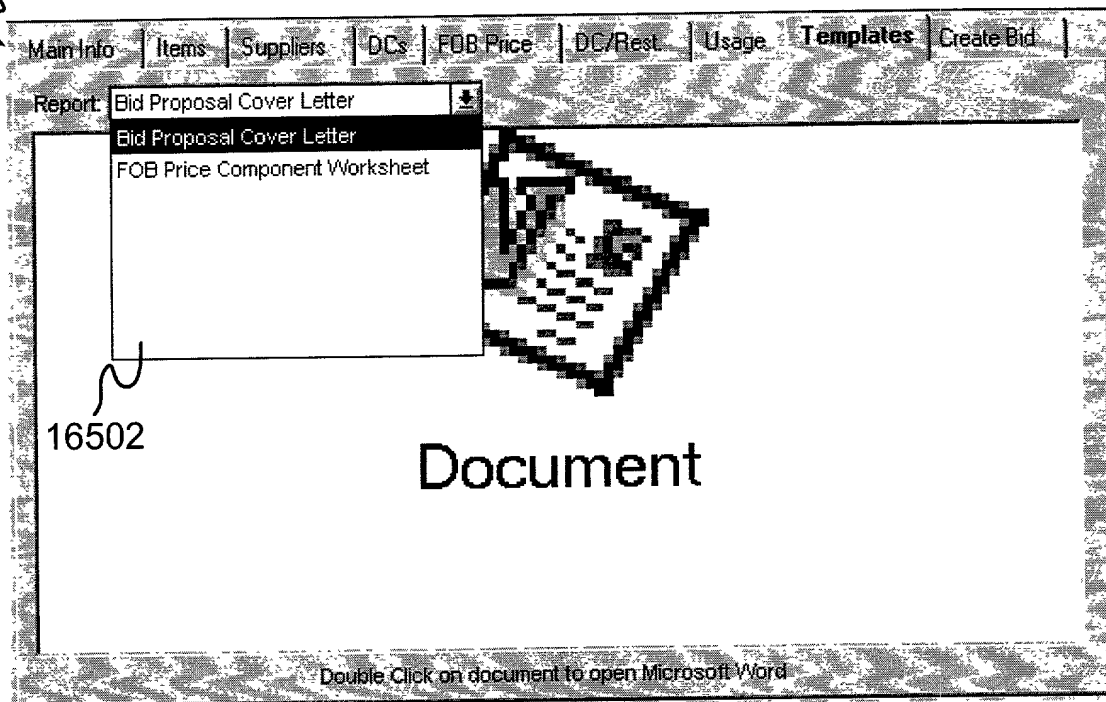 Main Info Items Suppliers DCs FOB Price DC/Rest. Usage Templates Create Bid
Report: Bid Proposal Cover Letter
Bid Proposal Cover Letter
FOB Price Component Worksheet
16502
Document
Double Click on document to open Microsoft Word